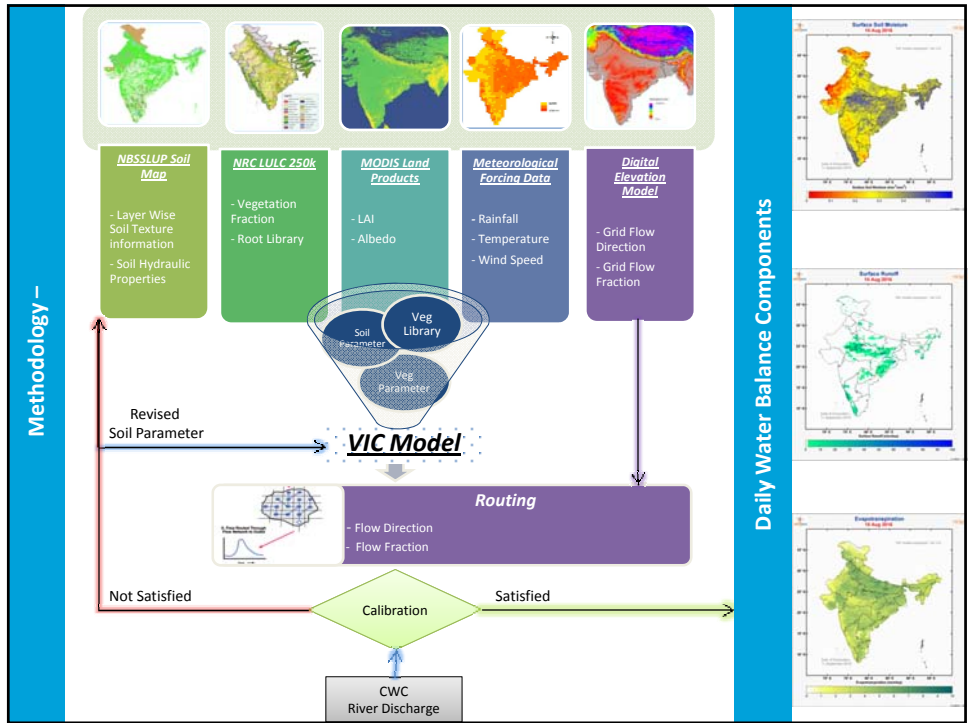 Methodology –
NBSSLUP Soil
Map
- Layer Wise
Soil Texture
information
- Soil Hydraulic
Properties
NRC LULC 250k
- Vegetation
Fraction
- Root Library
MODIS Land
Products
- LAI
- Albedo
Meteorological
Forcing Data
- Rainfall
- Temperature
- Wind Speed
Digital
Elevation
Model
- Grid Flow
Direction
- Grid Flow
Fraction
Soil
Parameter
Veg
Library
Veg
Parameter
Revised
Soil Parameter
VIC Model
Routing
- Flow Direction
- Flow Fraction
Not Satisfied
Calibration
Satisfied
CWC
River Discharge
Daily Water Balance Components
Surface Soil Moisture
Surface Runoff
Evapotranspiration